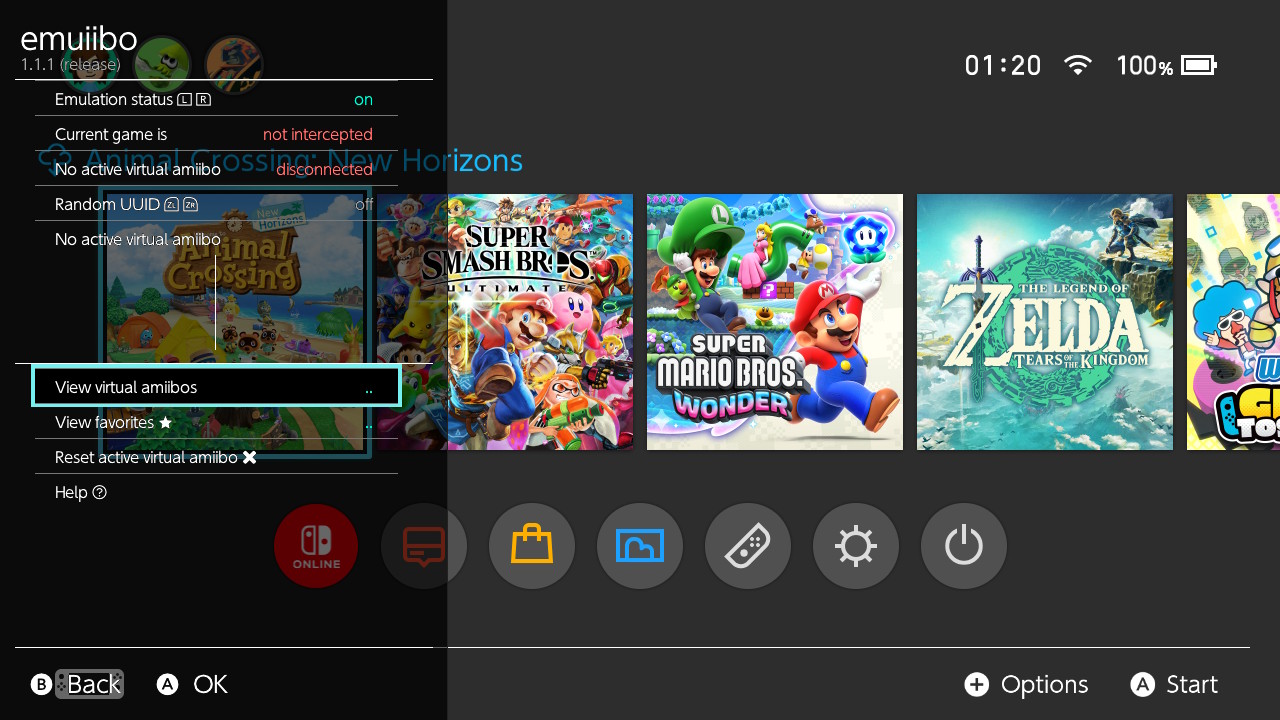 emuiibo
1.1.1 (release)
01:20 100%
Emulation status L R on
Current game is not intercepted
Animal Crossing: New Horizons
No active virtual amiibo disconnected
Random UUID ZL ZR off
No active virtual amiibo
New Horizons
Animal Crossing
SUPER
SMASH BROS.
ULTIMATE
L
M
?
SUPER
MARIO BROS.
WONDER
THE LEGEND OF
ZELDA
TEARS OF THE KINGDOM
View virtual amiibos ..
View favorites ★ ..
Reset active virtual amiibo ✖
Help ?
ONLINE
B Back A OK + Options A Start